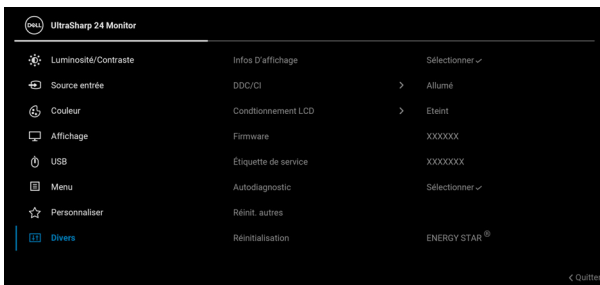 DELL UltraSharp 24 Monitor
Luminosité/Contraste Infos D'affichage Sélectionner ✓
Source entrée DDC/CI > Allumé
Couleur Condtionnement LCD > Eteint
Affichage Firmware XXXXXX
USB Étiquette de service XXXXXXX
Menu Autodiagnostic Sélectionner ✓
Personnaliser Réinit. autres
Divers Réinitialisation ENERGY STAR ®
< Quitter